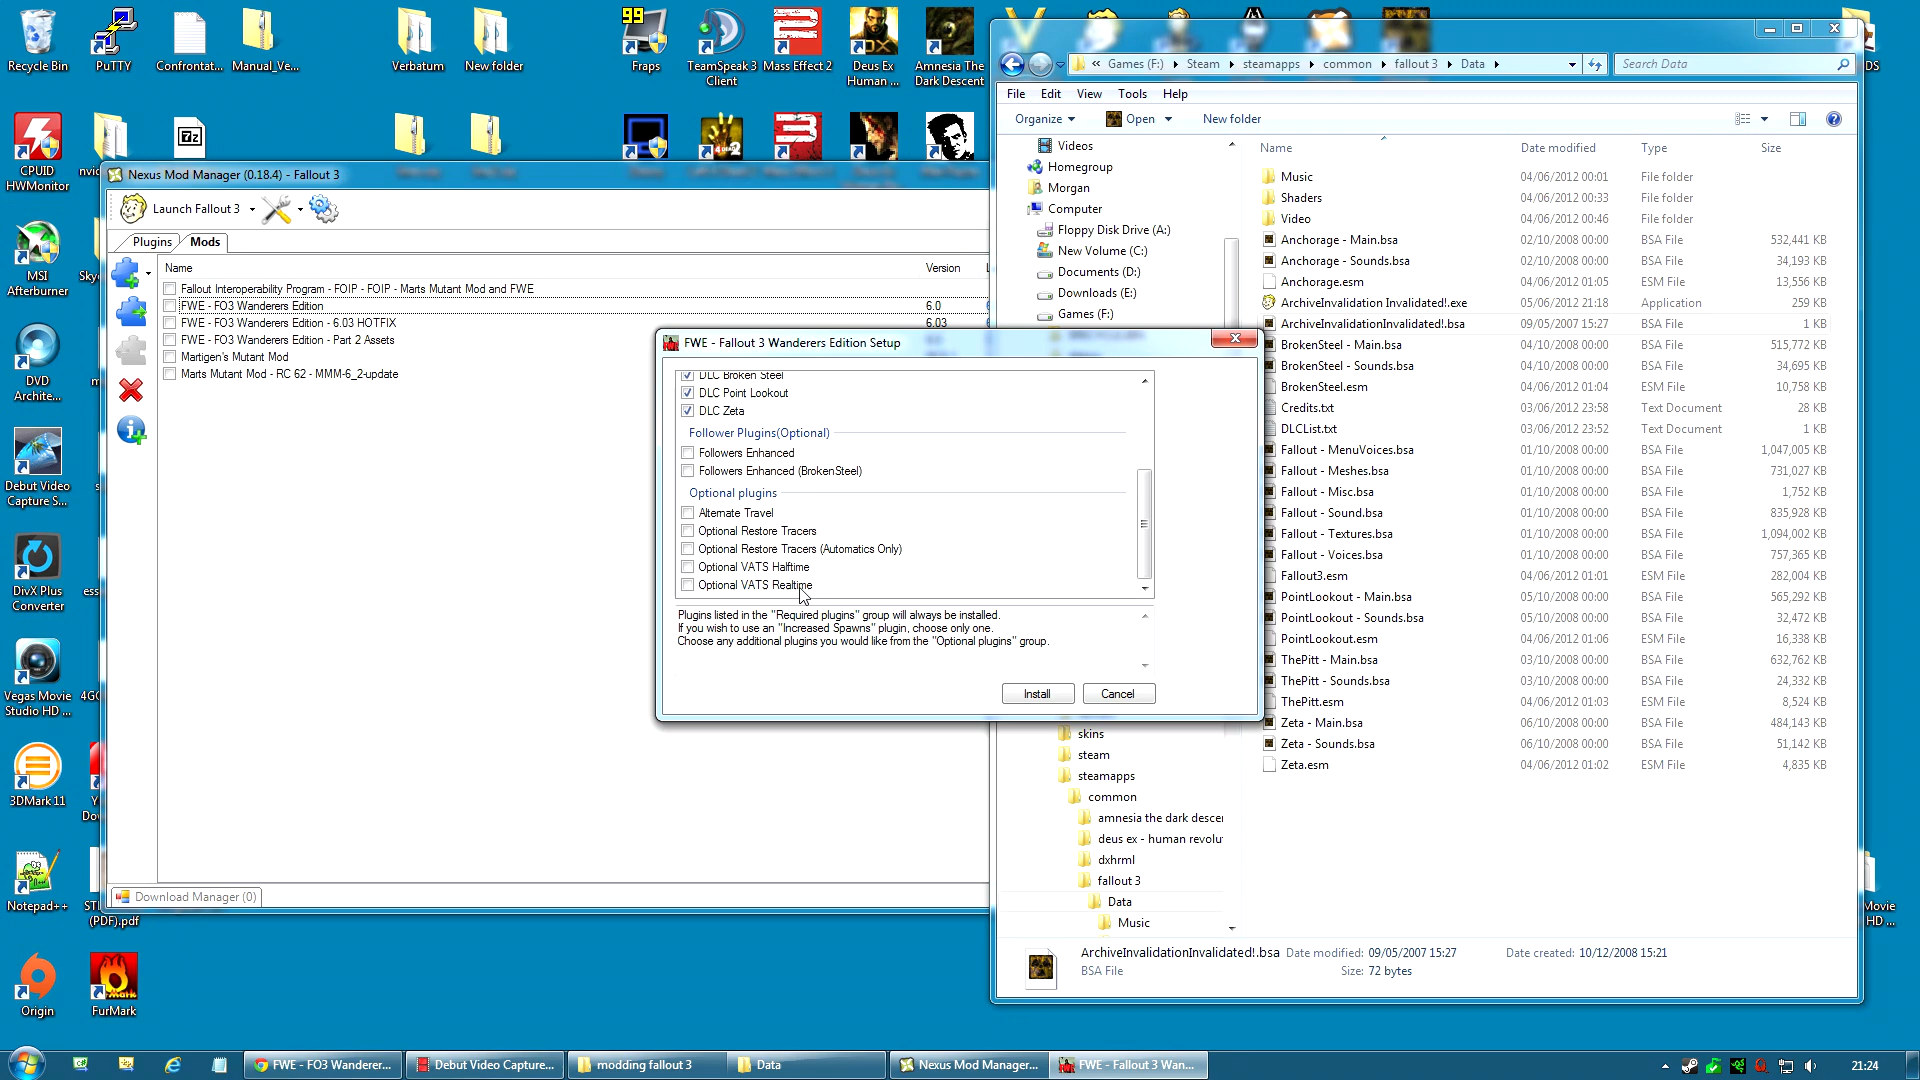 Recycle Bin
PuTTY
Confrontat...
Manual_Ve...
Verbatum
New folder
99
Fraps
TeamSpeak 3
Client
Mass Effect 2
Deus Ex
Human ...
Amnesia The
Dark Descent
CPUID
HWMonitor
MSI
Afterburner
DVD
Archite...
Debut Video
Capture S...
DivX Plus
Converter
Vegas Movie
Studio HD ...
3DMark 11
Notepad++
(PDF).pdf
Origin
FurMark
Movie
HD ...
Nexus Mod Manager (0.18.4) - Fallout 3
Launch Fallout 3
Plugins
Mods
Name
Version
Fallout Interoperability Program - FOIP - FOIP - Marts Mutant Mod and FWE
FWE - FO3 Wanderers Edition
6.0
FWE - FO3 Wanderers Edition - 6.03 HOTFIX
6.03
FWE - FO3 Wanderers Edition - Part 2 Assets
Martigen's Mutant Mod
Marts Mutant Mod - RC 62 - MMM-6_2-update
Download Manager (0)
FWE - Fallout 3 Wanderers Edition Setup
DLC Broken Steel
DLC Point Lookout
DLC Zeta
Follower Plugins(Optional)
Followers Enhanced
Followers Enhanced (BrokenSteel)
Optional plugins
Alternate Travel
Optional Restore Tracers
Optional Restore Tracers (Automatics Only)
Optional VATS Halftime
Optional VATS Realtime
Plugins listed in the "Required plugins" group will always be installed.
If you wish to use an "Increased Spawns" plugin, choose only one.
Choose any additional plugins you would like from the "Optional plugins" group.
Install
Cancel
« Games (F:) Steam steamapps common fallout 3 Data
Search Data
File Edit View Tools Help
Organize Open New folder
Videos
Homegroup
Morgan
Computer
Floppy Disk Drive (A:)
New Volume (C:)
Documents (D:)
Downloads (E:)
Games (F:)
skins
steam
steamapps
common
amnesia the dark descer
deus ex - human revolu
dxhrml
fallout 3
Data
Music
Name Date modified Type Size
Music 04/06/2012 00:01 File folder
Shaders 04/06/2012 00:33 File folder
Video 04/06/2012 00:46 File folder
Anchorage - Main.bsa 02/10/2008 00:00 BSA File 532,441 KB
Anchorage - Sounds.bsa 02/10/2008 00:00 BSA File 34,193 KB
Anchorage.esm 04/06/2012 01:05 ESM File 13,556 KB
ArchiveInvalidation Invalidated!.exe 05/06/2012 21:18 Application 259 KB
ArchiveInvalidationInvalidated!.bsa 09/05/2007 15:27 BSA File 1 KB
BrokenSteel - Main.bsa 04/10/2008 00:00 BSA File 515,772 KB
BrokenSteel - Sounds.bsa 04/10/2008 00:00 BSA File 34,695 KB
BrokenSteel.esm 04/06/2012 01:04 ESM File 10,758 KB
Credits.txt 03/06/2012 23:58 Text Document 28 KB
DLCList.txt 03/06/2012 23:52 Text Document 1 KB
Fallout - MenuVoices.bsa 01/10/2008 00:00 BSA File 1,047,005 KB
Fallout - Meshes.bsa 01/10/2008 00:00 BSA File 731,027 KB
Fallout - Misc.bsa 01/10/2008 00:00 BSA File 1,752 KB
Fallout - Sound.bsa 01/10/2008 00:00 BSA File 835,928 KB
Fallout - Textures.bsa 01/10/2008 00:00 BSA File 1,094,002 KB
Fallout - Voices.bsa 01/10/2008 00:00 BSA File 757,365 KB
Fallout3.esm 04/06/2012 01:01 ESM File 282,004 KB
PointLookout - Main.bsa 05/10/2008 00:00 BSA File 565,292 KB
PointLookout - Sounds.bsa 05/10/2008 00:00 BSA File 32,472 KB
PointLookout.esm 04/06/2012 01:06 ESM File 16,338 KB
ThePitt - Main.bsa 03/10/2008 00:00 BSA File 632,762 KB
ThePitt - Sounds.bsa 03/10/2008 00:00 BSA File 24,332 KB
ThePitt.esm 04/06/2012 01:03 ESM File 8,524 KB
Zeta - Main.bsa 06/10/2008 00:00 BSA File 484,143 KB
Zeta - Sounds.bsa 06/10/2008 00:00 BSA File 51,142 KB
Zeta.esm 04/06/2012 01:02 ESM File 4,835 KB
ArchiveInvalidationInvalidated!.bsa Date modified: 09/05/2007 15:27 Date created: 10/12/2008 15:21
BSA File Size: 72 bytes
FWE - FO3 Wanderer...
Debut Video Capture...
modding fallout 3
Data
Nexus Mod Manager...
FWE - Fallout 3 Wan...
21:24